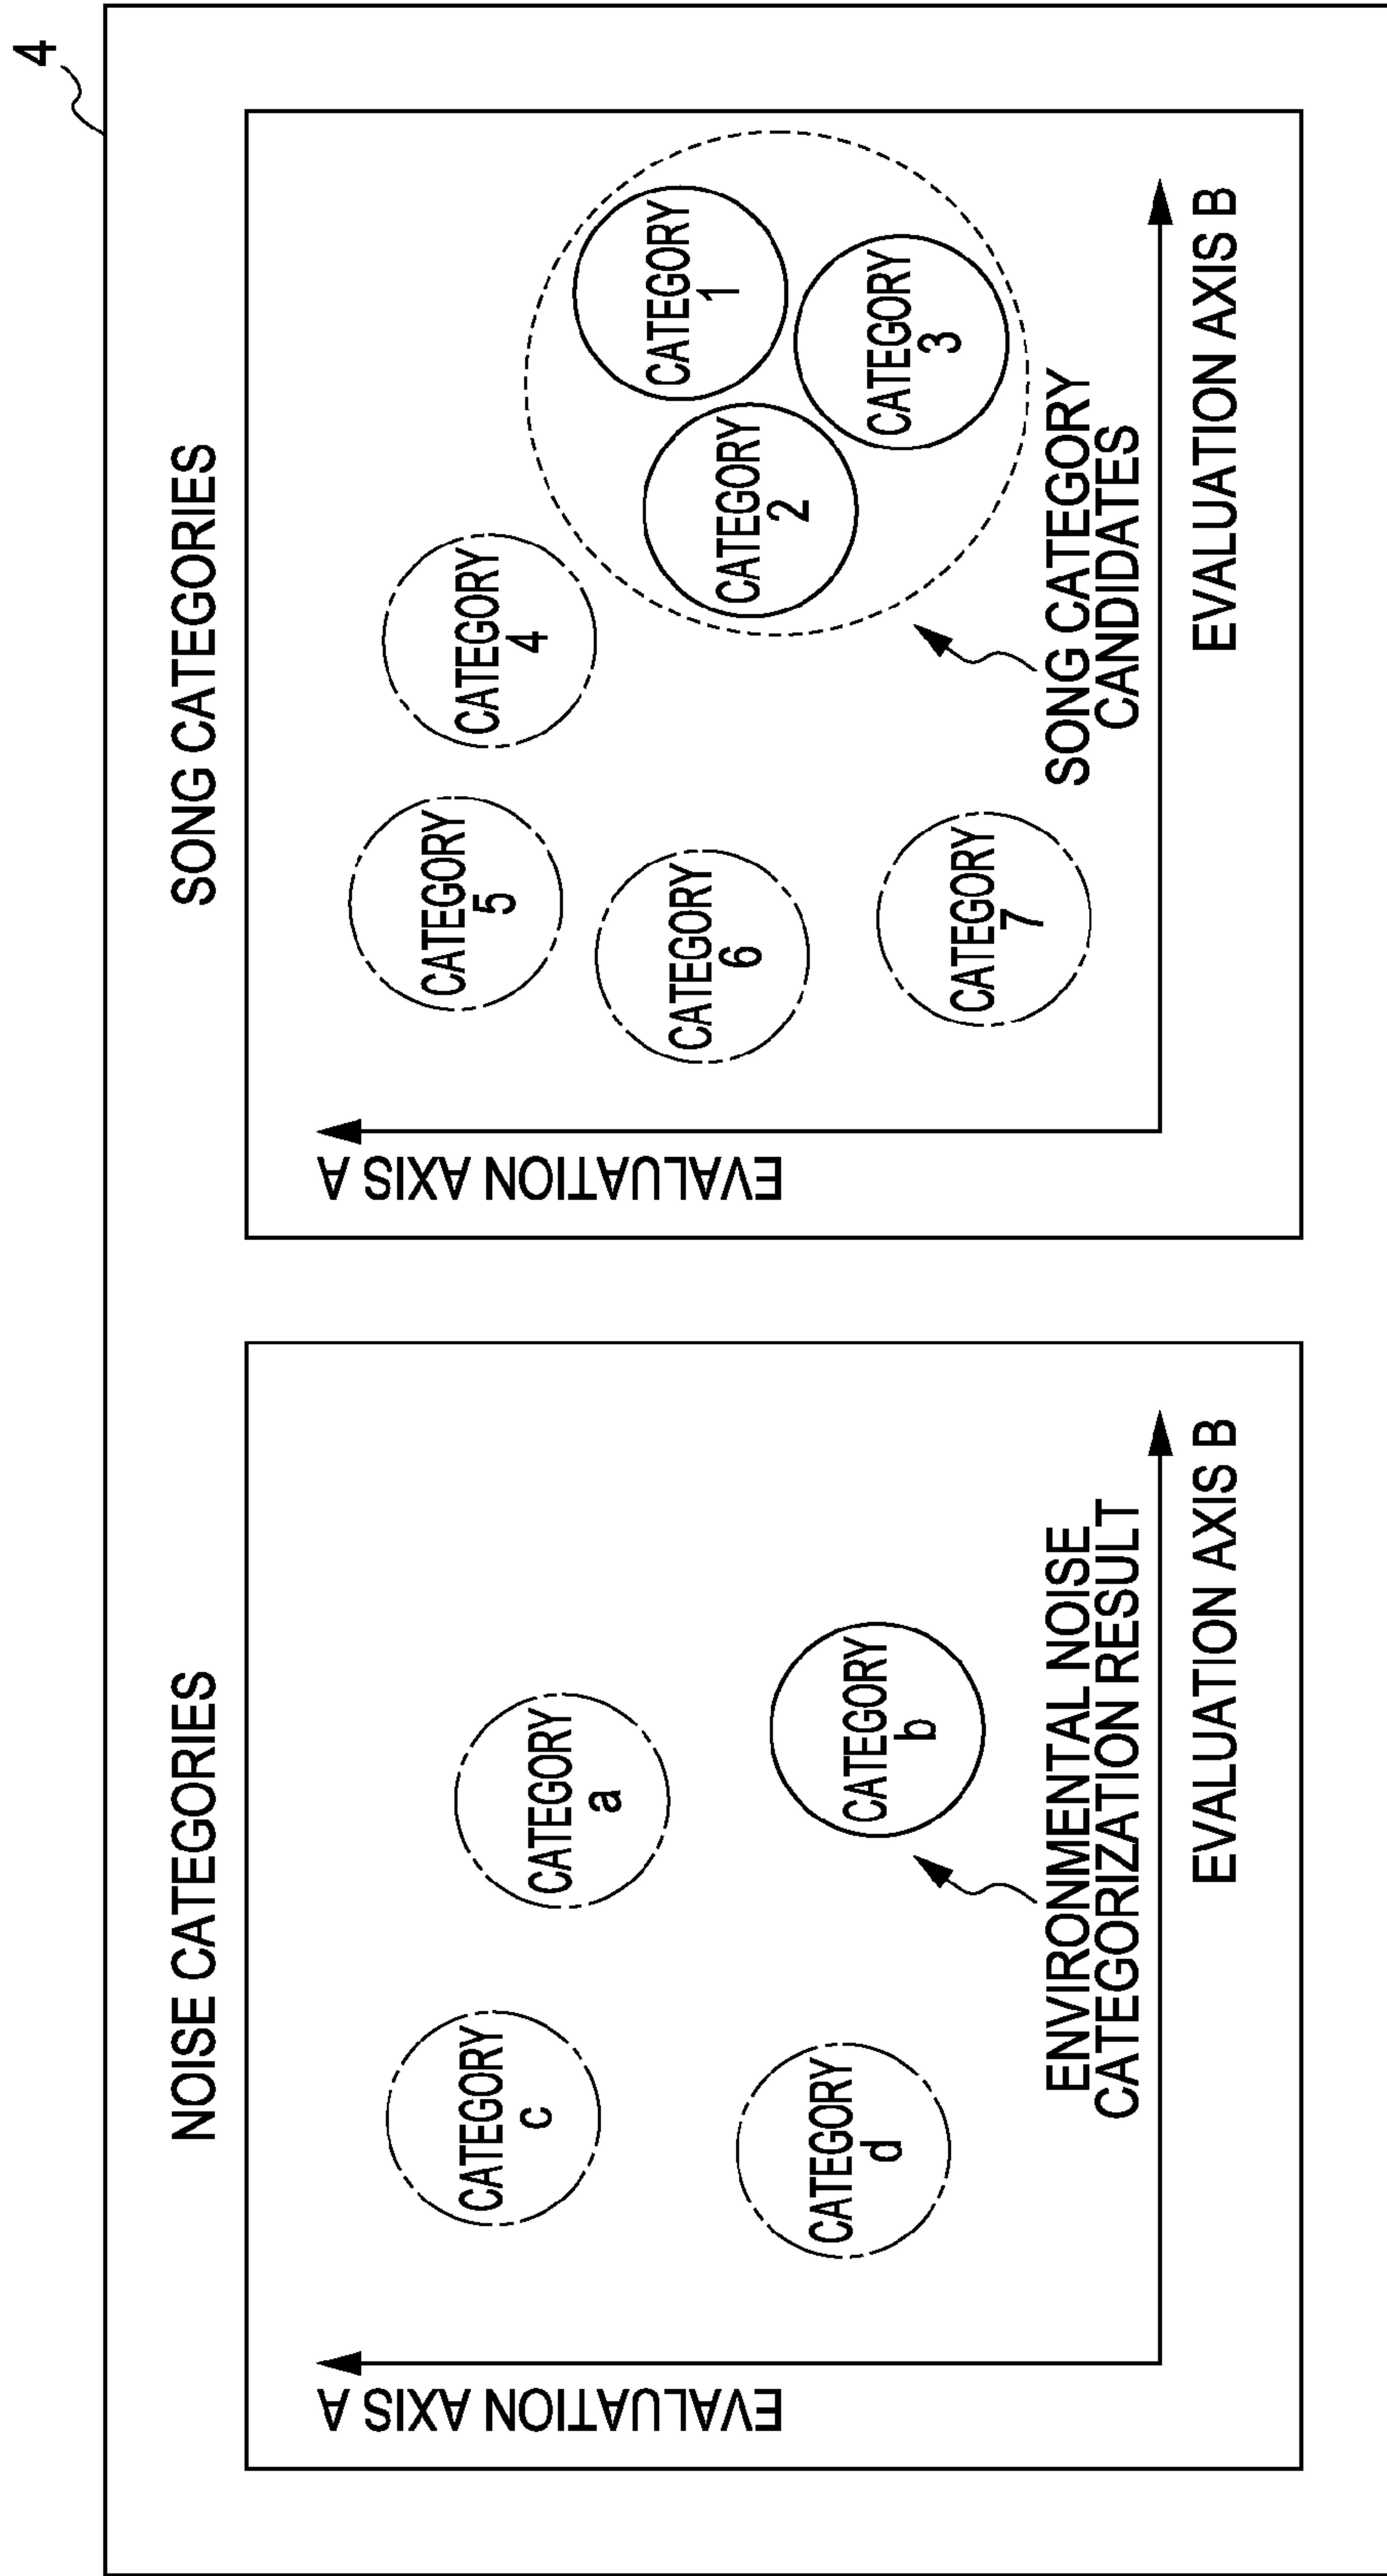 4
NOISE CATEGORIES
EVALUATION AXIS A
CATEGORY
c
CATEGORY
a
CATEGORY
d
CATEGORY
b
ENVIRONMENTAL NOISE
CATEGORIZATION RESULT
EVALUATION AXIS B
SONG CATEGORIES
EVALUATION AXIS A
CATEGORY
5
CATEGORY
4
CATEGORY
6
CATEGORY
2
CATEGORY
1
CATEGORY
3
CATEGORY
7
SONG CATEGORY
CANDIDATES
EVALUATION AXIS B